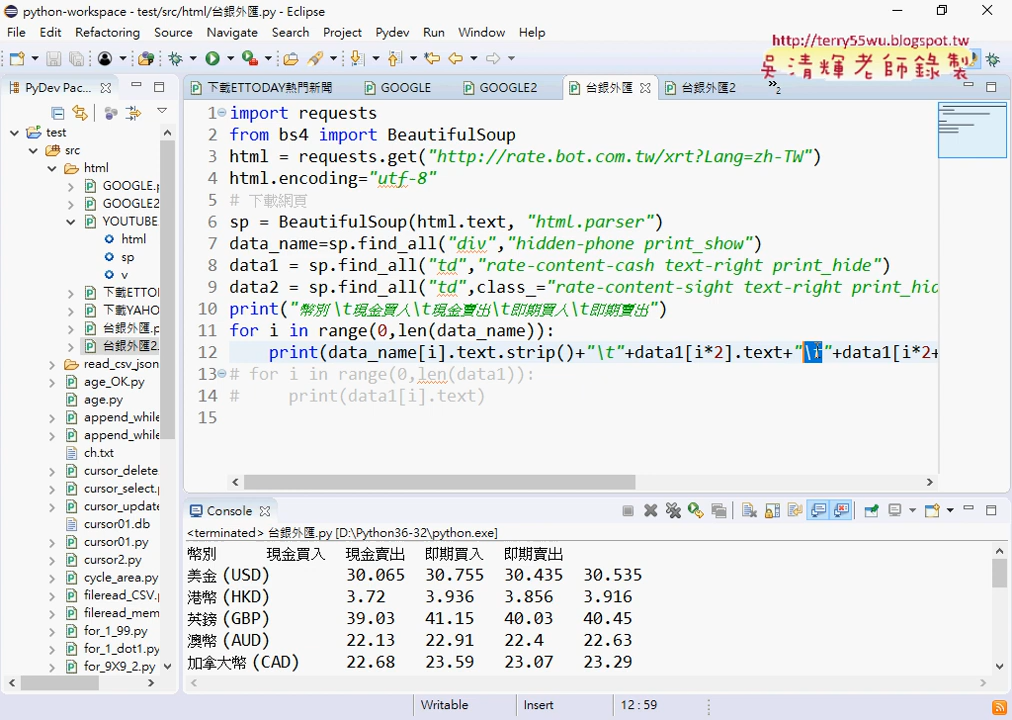 python-workspace - test/src/html/台銀外匯.py - Eclipse
File Edit Refactoring Source Navigate Search Project Pydev Run Window Help
http://terry55wu.blogspot.tw
吳清輝老師錄製
PyDev Pac...
下載ETTODAY熱門新聞 GOOGLE GOOGLE2 台銀外匯 台銀外匯2 »2
test
src
html
GOOGLE.p
GOOGLE2
YOUTUBE
html
sp
v
下載ETTO
下載YAHO
台銀外匯.p
台銀外匯2.
read_csv_json
age_OK.py
age.py
append_while
append_while
ch.txt
cursor_delete.
cursor_select.p
cursor_update
cursor01.db
cursor01.py
cursor2.py
cycle_area.py
fileread_CSV.p
fileread_mem
for_1_99.py
for_1_dot1.py
for_9X9_2.py
1 import requests
2 from bs4 import BeautifulSoup
3 html = requests.get("http://rate.bot.com.tw/xrt?Lang=zh-TW")
4 html.encoding="utf-8"
5 # 下載網頁
6 sp = BeautifulSoup(html.text, "html.parser")
7 data_name=sp.find_all("div","hidden-phone print_show")
8 data1 = sp.find_all("td","rate-content-cash text-right print_hide")
9 data2 = sp.find_all("td",class_="rate-content-sight text-right print_hid
10 print("幣別\t現金買入\t現金賣出\t即期買入\t即期賣出")
11 for i in range(0,len(data_name)):
12 print(data_name[i].text.strip()+"\t"+data1[i*2].text+"\t"+data1[i*2+
13 # for i in range(0,len(data1)):
14 # print(data1[i].text)
15
Console
<terminated> 台銀外匯.py [D:\Python36-32\python.exe]
幣別 現金買入 現金賣出 即期買入 即期賣出
美金 (USD) 30.065 30.755 30.435 30.535
港幣 (HKD) 3.72 3.936 3.856 3.916
英鎊 (GBP) 39.03 41.15 40.03 40.45
澳幣 (AUD) 22.13 22.91 22.4 22.63
加拿大幣 (CAD) 22.68 23.59 23.07 23.29
Writable Insert 12 : 59